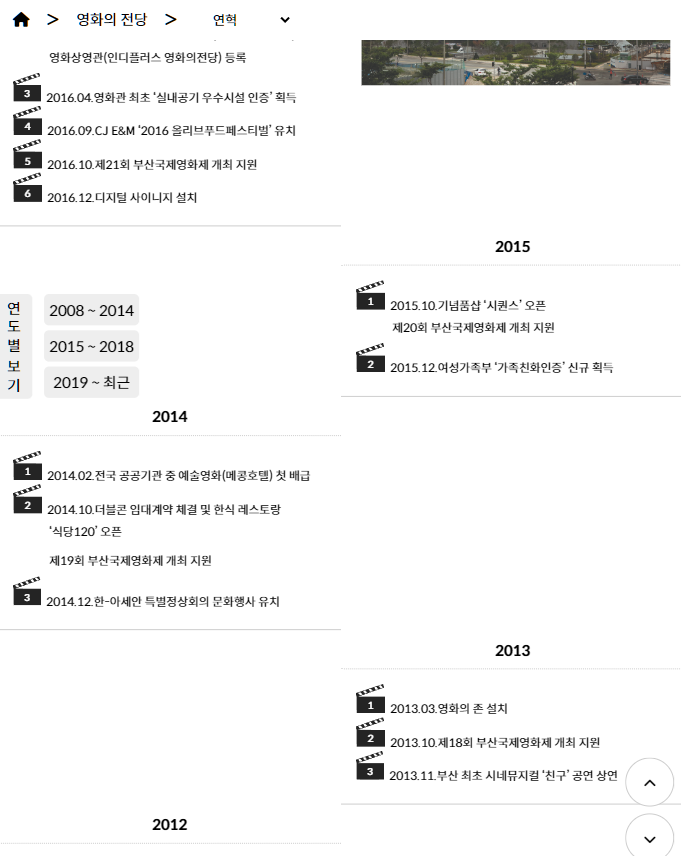 > 영화의 전당 > 연혁
영화상영관(인디플러스 영화의전당) 등록
3 2016.04.영화관 최초 ‘실내공기 우수시설 인증’ 획득
4 2016.09.CJ E&M ‘2016 올리브푸드페스티벌’ 유치
5 2016.10.제21회 부산국제영화제 개최 지원
6 2016.12.디지털 사이니지 설치
2015
1 2015.10.기념품샵 ‘시퀀스’ 오픈
제20회 부산국제영화제 개최 지원
2 2015.12.여성가족부 ‘가족친화인증’ 신규 획득
연도별보기
2008 ~ 2014
2015 ~ 2018
2019 ~ 최근
2014
1 2014.02.전국 공공기관 중 예술영화(메콩호텔) 첫 배급
2 2014.10.더블콘 임대계약 체결 및 한식 레스토랑
‘식당120’ 오픈
제19회 부산국제영화제 개최 지원
3 2014.12.한-아세안 특별정상회의 문화행사 유치
2013
1 2013.03.영화의 존 설치
2 2013.10.제18회 부산국제영화제 개최 지원
3 2013.11.부산 최초 시네뮤지컬 ‘친구’ 공연 상연
2012